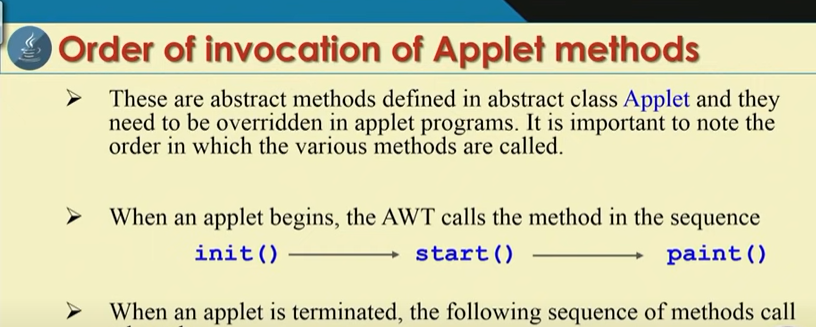 Order of invocation of Applet methods
➢ These are abstract methods defined in abstract class Applet and they
need to be overridden in applet programs. It is important to note the
order in which the various methods are called.
➢ When an applet begins, the AWT calls the method in the sequence
init() → start() → paint()
➢ When an applet is terminated, the following sequence of methods call